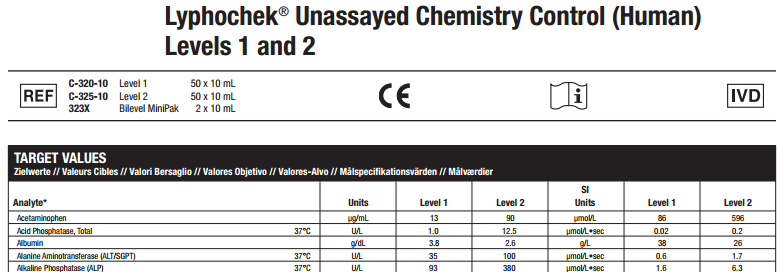 Lyphochek® Unassayed Chemistry Control (Human)
Levels 1 and 2
REF C-320-10 Level 1 50 x 10 mL
C-325-10 Level 2 50 x 10 mL
323X Bilevel MiniPak 2 x 10 mL
CE
i
IVD
TARGET VALUES
Zielwerte // Valeurs Cibles // Valori Bersaglio // Valores Objetivo // Valores-Alvo // Målspecifikationsvärden // Målværdier
Analyte* Units Level 1 Level 2 SI Units Level 1 Level 2
Acetaminophen µg/mL 13 90 µmol/L 86 596
Acid Phosphatase, Total 37°C U/L 1.0 12.5 µmol/L•sec 0.02 0.2
Albumin g/dL 3.8 2.6 g/L 38 26
Alanine Aminotransferase (ALT/SGPT) 37°C U/L 35 100 µmol/L•sec 0.6 1.7
Alkaline Phosphatase (ALP) 37°C U/L 93 380 µmol/L•sec 1.6 6.3